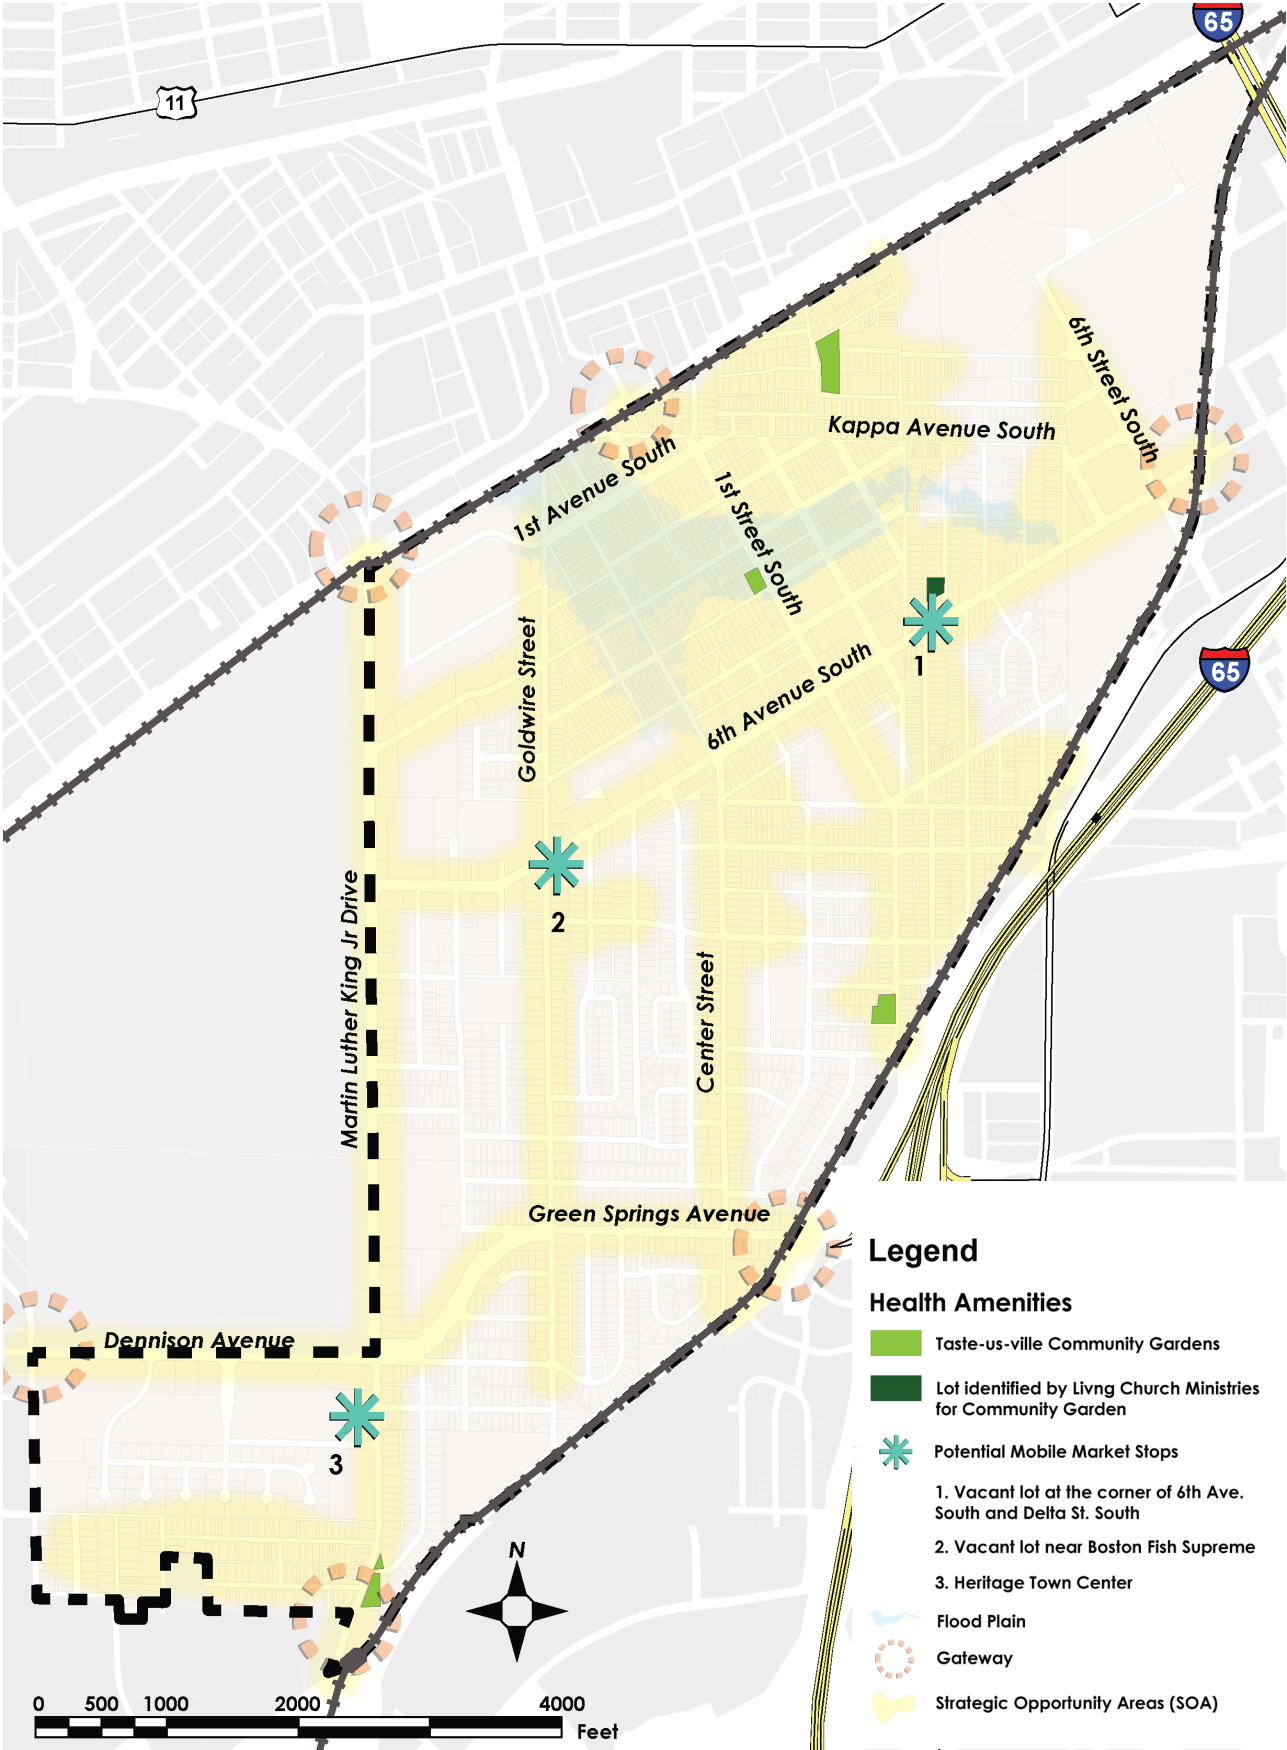 65
11
6th Street South
Kappa Avenue South
1st Avenue South
1st Street South
65
Goldwire Street
6th Avenue South
1
2
Martin Luther King Jr Drive
Center Street
Green Springs Avenue
Dennison Avenue
3
N
0 500 1000 2000 4000
Feet
Legend
Health Amenities
Taste-us-ville Community Gardens
Lot identified by Livng Church Ministries
for Community Garden
Potential Mobile Market Stops
1. Vacant lot at the corner of 6th Ave.
South and Delta St. South
2. Vacant lot near Boston Fish Supreme
3. Heritage Town Center
Flood Plain
Gateway
Strategic Opportunity Areas (SOA)